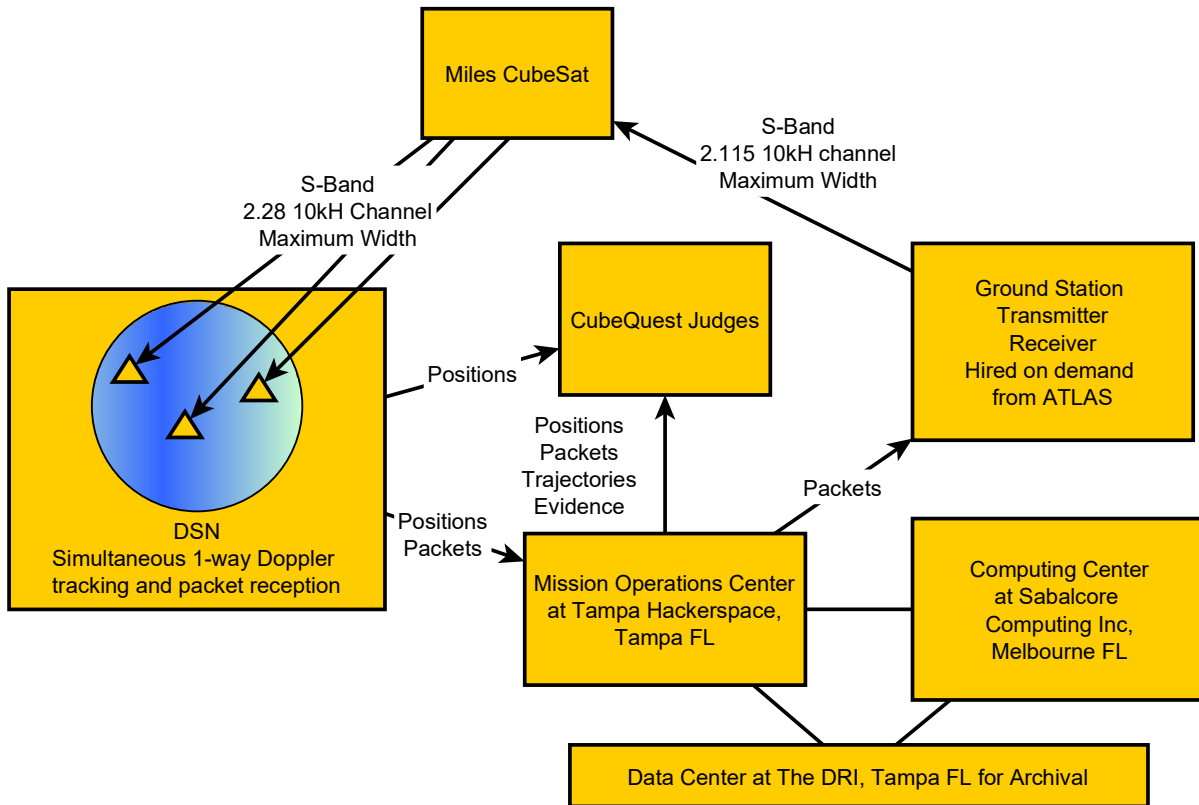 Miles CubeSat
S-Band
2.115 10kH channel
Maximum Width
S-Band
2.28 10kH Channel
Maximum Width
CubeQuest Judges
Ground Station
Transmitter
Receiver
Hired on demand
from ATLAS
Positions
Positions
Packets
Trajectories
Evidence
Packets
DSN
Simultaneous 1-way Doppler
tracking and packet reception
Positions
Packets
Mission Operations Center
at Tampa Hackerspace,
Tampa FL
Computing Center
at Sabalcore
Computing Inc,
Melbourne FL
Data Center at The DRI, Tampa FL for Archival